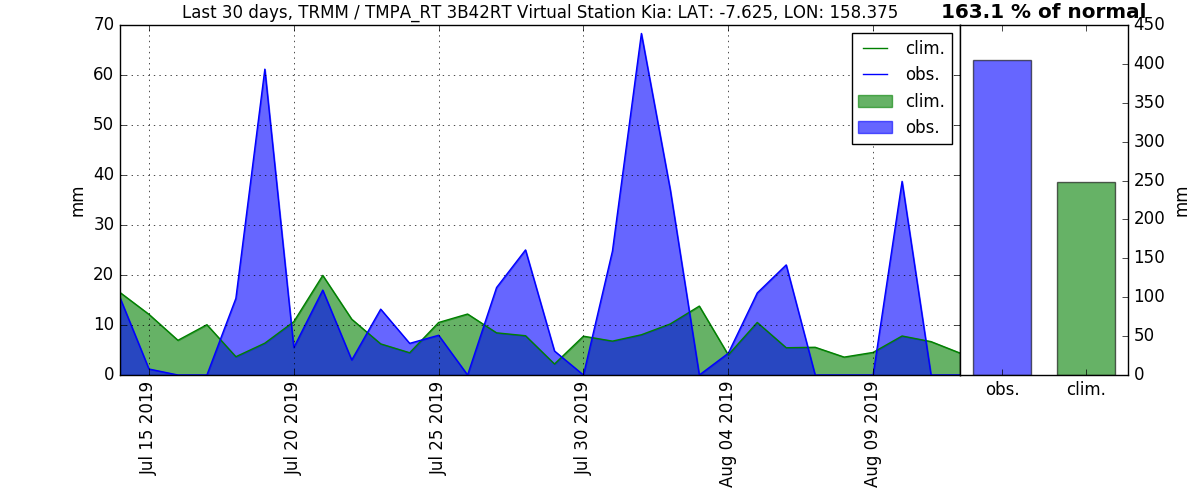 Last 30 days, TRMM / TMPA_RT 3B42RT Virtual Station Kia: LAT: -7.625, LON: 158.375
163.1 % of normal
70
60
50
40
30
20
10
0
mm
Jul 15 2019
Jul 20 2019
Jul 25 2019
Jul 30 2019
Aug 04 2019
Aug 09 2019
clim.
obs.
clim.
obs.
450
400
350
300
250
200
150
100
50
0
mm
obs.
clim.